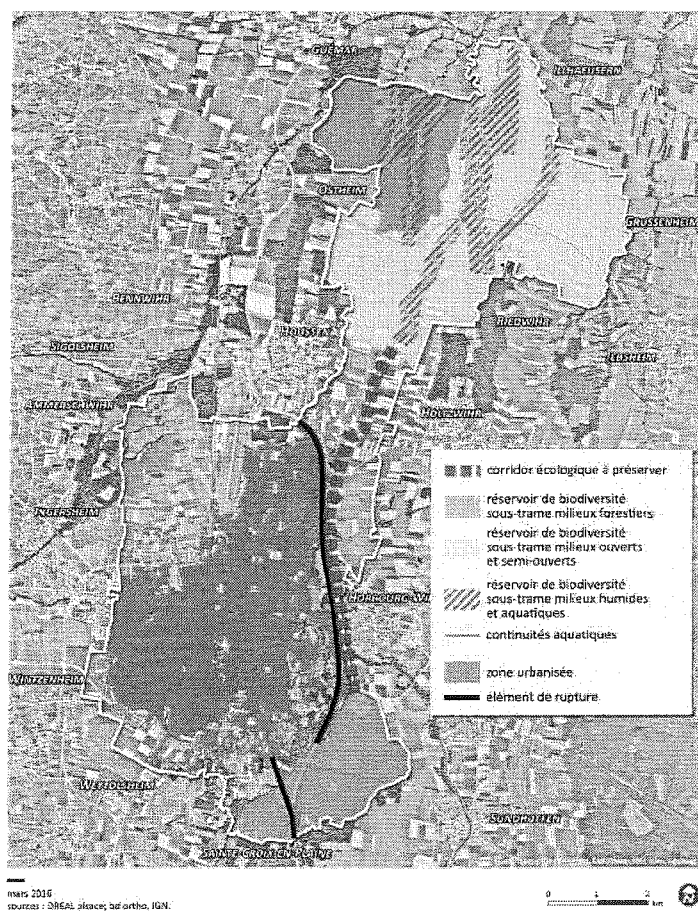 GUÉMAR
ILLHAEUSERN
OSTHEIM
GRUSSENHEIM
BENNWIHR
HOUSSEN
RIEDWIHR
SIGOLSHEIM
JEBSHEIM
AMMERSCHWIHR
HOLTZWIHR
INGERSHEIM
corridor écologique à préserver
réservoir de biodiversité
sous-trame milieux forestiers
réservoir de biodiversité
sous-trame milieux ouverts
et semi-ouverts
réservoir de biodiversité
sous-trame milieux humides
et aquatiques
continuités aquatiques
zone urbanisée
élément de rupture
HORBOURG-WI
WINTZENHEIM
WETTOLSHEIM
SUNDHOFFEN
SAINTE-CROIX-EN-PLAINE
mars 2016
sources : DREAL alsace; bd ortho, IGN.
0 1 2
km